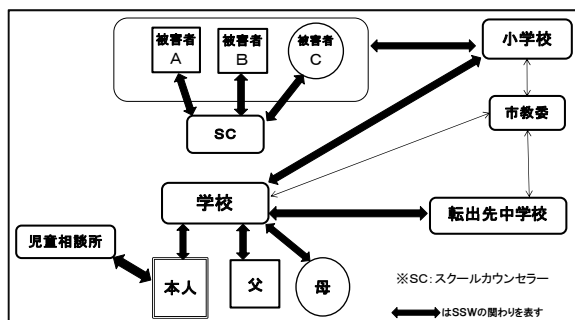 被害者
A
被害者
B
被害者
C
小学校
SC
市教委
学校
転出先中学校
児童相談所
本人
父
母
※SC：スクールカウンセラー
はSSWの関わりを表す